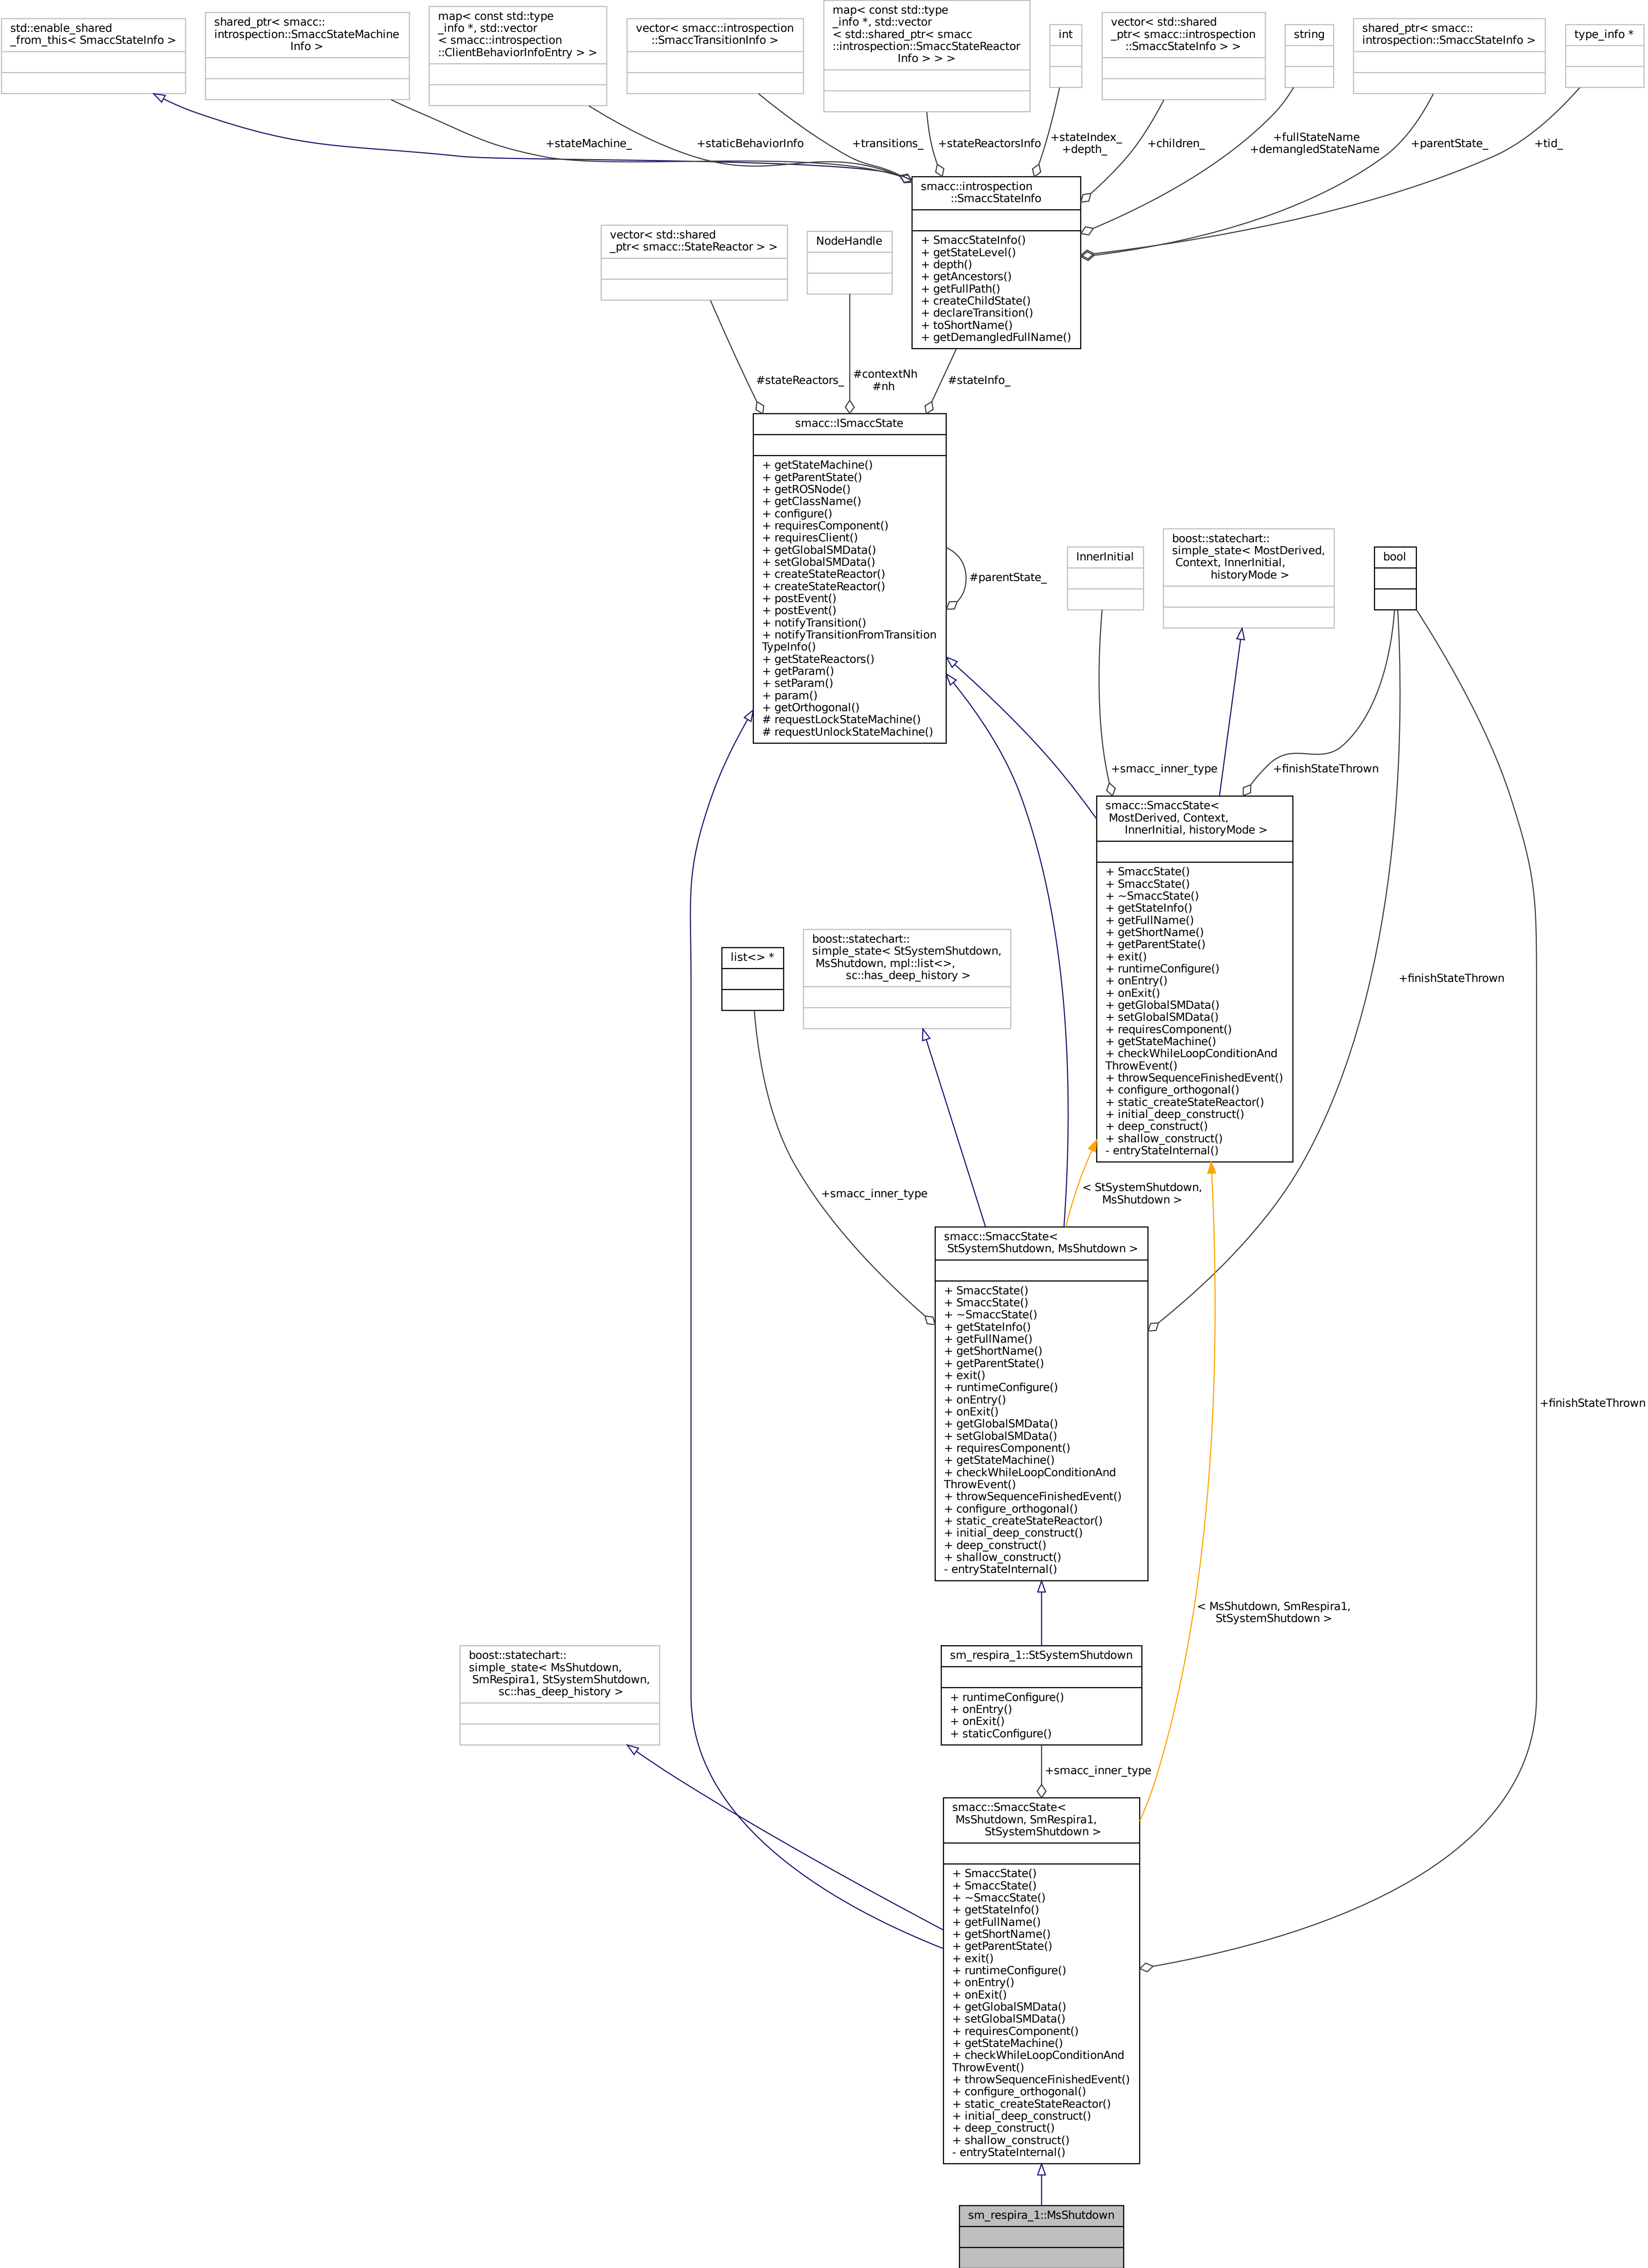 std::enable_shared
_from_this< SmaccStateInfo >
shared_ptr< smacc::
introspection::SmaccStateMachine
Info >
map< const std::type
_info *, std::vector
< smacc::introspection
::ClientBehaviorInfoEntry > >
vector< smacc::introspection
::SmaccTransitionInfo >
map< const std::type
_info *, std::vector
< std::shared_ptr< smacc
::introspection::SmaccStateReactor
Info > > >
int
vector< std::shared
_ptr< smacc::introspection
::SmaccStateInfo > >
string
shared_ptr< smacc::
introspection::SmaccStateInfo >
type_info *
+stateMachine_
+staticBehaviorInfo
+transitions_
+stateReactorsInfo
+stateIndex_
+depth_
+children_
+fullStateName
+demangledStateName
+parentState_
+tid_
smacc::introspection
::SmaccStateInfo
+ SmaccStateInfo()
+ getStateLevel()
+ depth()
+ getAncestors()
+ getFullPath()
+ createChildState()
+ declareTransition()
+ toShortName()
+ getDemangledFullName()
vector< std::shared
_ptr< smacc::StateReactor > >
NodeHandle
#stateReactors_
#contextNh
#nh
#stateInfo_
smacc::ISmaccState
+ getStateMachine()
+ getParentState()
+ getROSNode()
+ getClassName()
+ configure()
+ requiresComponent()
+ requiresClient()
+ getGlobalSMData()
+ setGlobalSMData()
+ createStateReactor()
+ createStateReactor()
+ postEvent()
+ postEvent()
+ notifyTransition()
+ notifyTransitionFromTransition
TypeInfo()
+ getStateReactors()
+ getParam()
+ setParam()
+ param()
+ getOrthogonal()
# requestLockStateMachine()
# requestUnlockStateMachine()
#parentState_
InnerInitial
boost::statechart::
simple_state< MostDerived,
Context, InnerInitial,
historyMode >
bool
+smacc_inner_type
+finishStateThrown
smacc::SmaccState<
MostDerived, Context,
InnerInitial, historyMode >
+ SmaccState()
+ SmaccState()
+ ~SmaccState()
+ getStateInfo()
+ getFullName()
+ getShortName()
+ getParentState()
+ exit()
+ runtimeConfigure()
+ onEntry()
+ onExit()
+ getGlobalSMData()
+ setGlobalSMData()
+ requiresComponent()
+ getStateMachine()
+ checkWhileLoopConditionAnd
ThrowEvent()
+ throwSequenceFinishedEvent()
+ configure_orthogonal()
+ static_createStateReactor()
+ initial_deep_construct()
+ deep_construct()
+ shallow_construct()
- entryStateInternal()
list<> *
boost::statechart::
simple_state< StSystemShutdown,
MsShutdown, mpl::list<>,
sc::has_deep_history >
+finishStateThrown
+smacc_inner_type
< StSystemShutdown,
MsShutdown >
smacc::SmaccState<
StSystemShutdown, MsShutdown >
+ SmaccState()
+ SmaccState()
+ ~SmaccState()
+ getStateInfo()
+ getFullName()
+ getShortName()
+ getParentState()
+ exit()
+ runtimeConfigure()
+ onEntry()
+ onExit()
+ getGlobalSMData()
+ setGlobalSMData()
+ requiresComponent()
+ getStateMachine()
+ checkWhileLoopConditionAnd
ThrowEvent()
+ throwSequenceFinishedEvent()
+ configure_orthogonal()
+ static_createStateReactor()
+ initial_deep_construct()
+ deep_construct()
+ shallow_construct()
- entryStateInternal()
+finishStateThrown
< MsShutdown, SmRespira1,
StSystemShutdown >
boost::statechart::
simple_state< MsShutdown,
SmRespira1, StSystemShutdown,
sc::has_deep_history >
sm_respira_1::StSystemShutdown
+ runtimeConfigure()
+ onEntry()
+ onExit()
+ staticConfigure()
+smacc_inner_type
smacc::SmaccState<
MsShutdown, SmRespira1,
StSystemShutdown >
+ SmaccState()
+ SmaccState()
+ ~SmaccState()
+ getStateInfo()
+ getFullName()
+ getShortName()
+ getParentState()
+ exit()
+ runtimeConfigure()
+ onEntry()
+ onExit()
+ getGlobalSMData()
+ setGlobalSMData()
+ requiresComponent()
+ getStateMachine()
+ checkWhileLoopConditionAnd
ThrowEvent()
+ throwSequenceFinishedEvent()
+ configure_orthogonal()
+ static_createStateReactor()
+ initial_deep_construct()
+ deep_construct()
+ shallow_construct()
- entryStateInternal()
sm_respira_1::MsShutdown